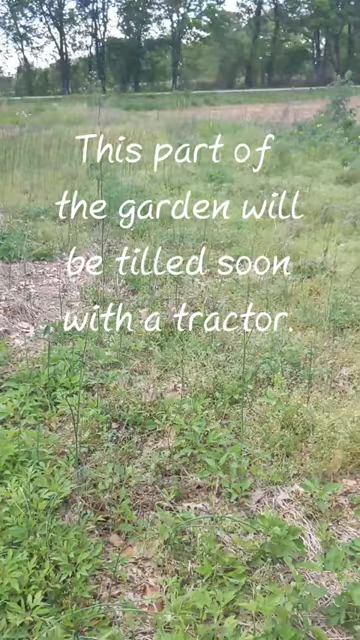 This part of
the garden will
be tilled soon
with a tractor.